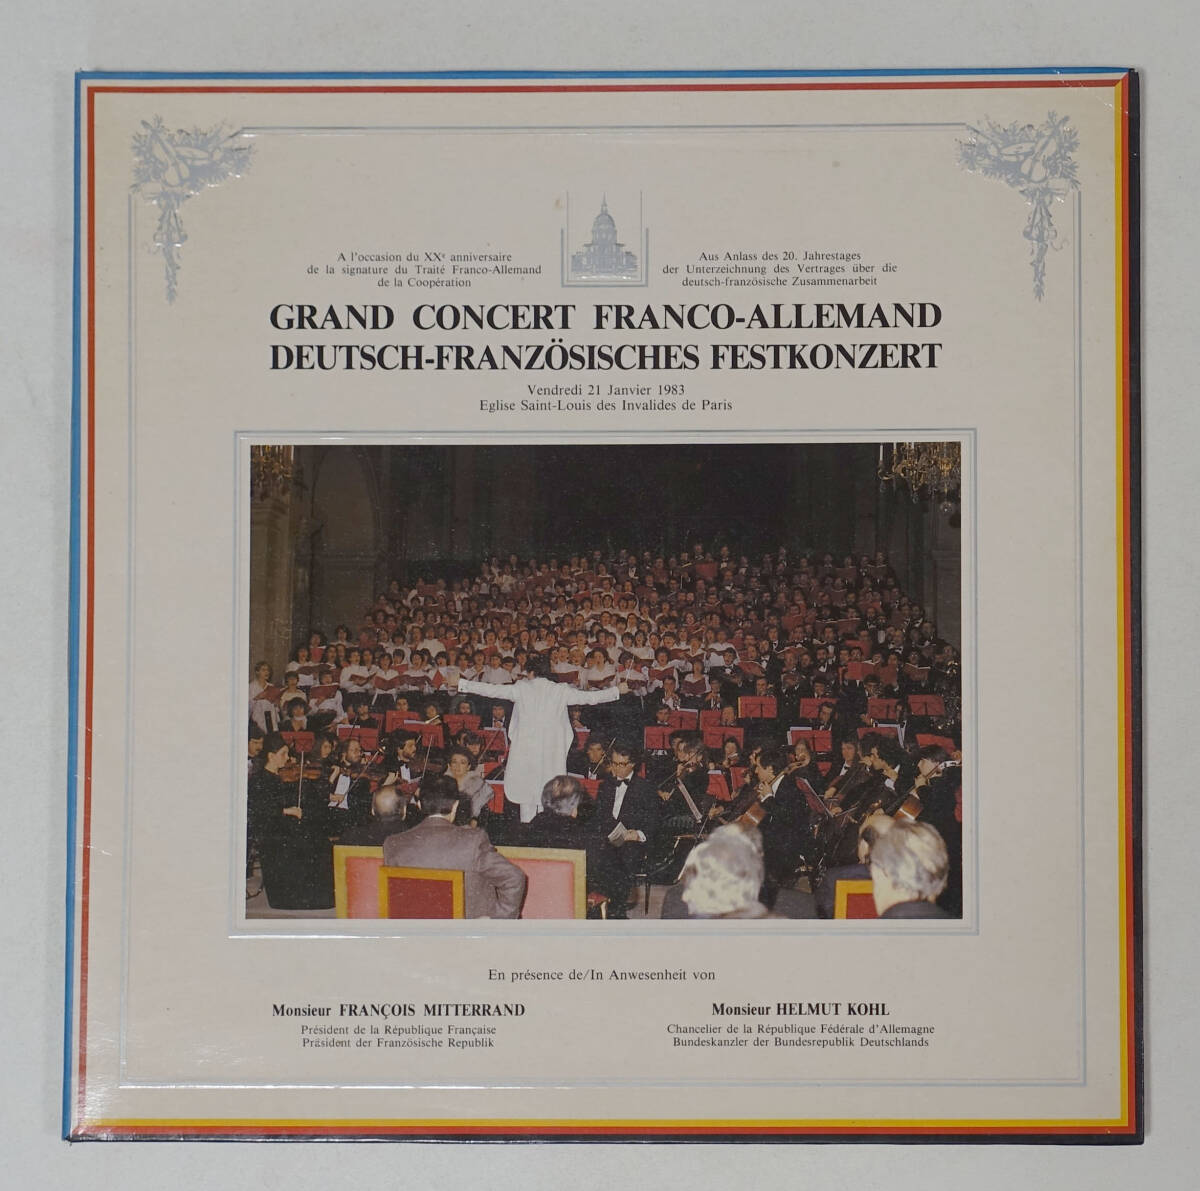 A l'occasion du XXe anniversaire
de la signature du Traité Franco-Allemand
de la Coopération
Aus Anlass des 20. Jahrestages
der Unterzeichnung des Vertrages über die
deutsch-französische Zusammenarbeit
GRAND CONCERT FRANCO-ALLEMAND
DEUTSCH-FRANZÖSISCHES FESTKONZERT
Vendredi 21 Janvier 1983
Eglise Saint-Louis des Invalides de Paris
En présence de/In Anwesenheit von
Monsieur FRANÇOIS MITTERRAND
Président de la République Française
Präsident der Französische Republik
Monsieur HELMUT KOHL
Chancelier de la République Fédérale d'Allemagne
Bundeskanzler der Bundesrepublik Deutschlands